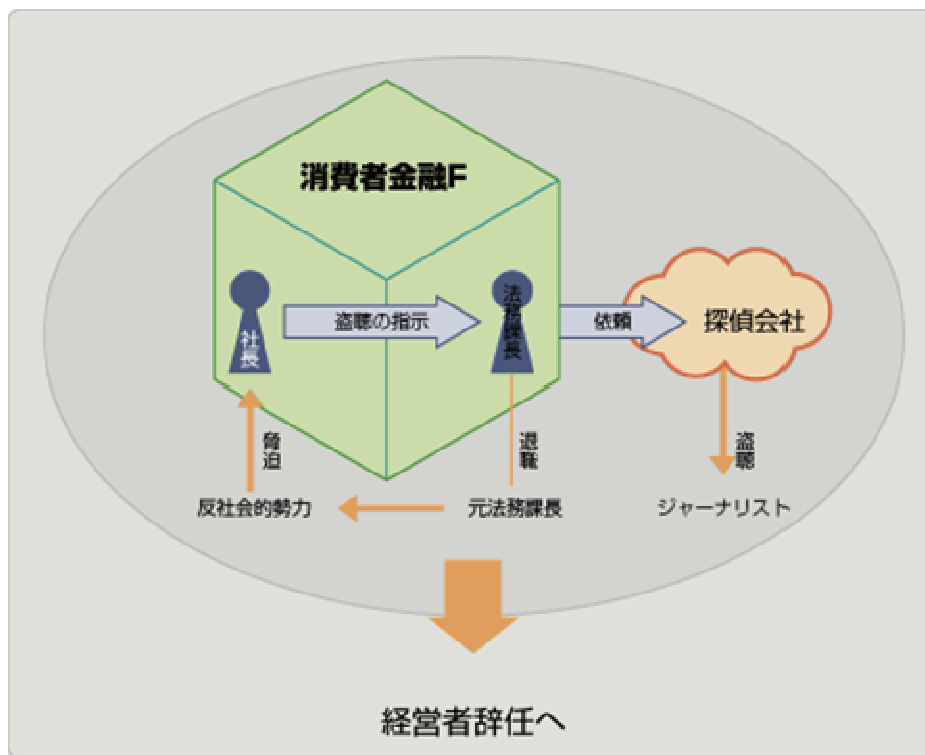 消費者金融F
社長
盗聴の指示
法務課長
依頼
探偵会社
脅迫
退職
盗聴
反社会的勢力
元法務課長
ジャーナリスト
経営者辞任へ